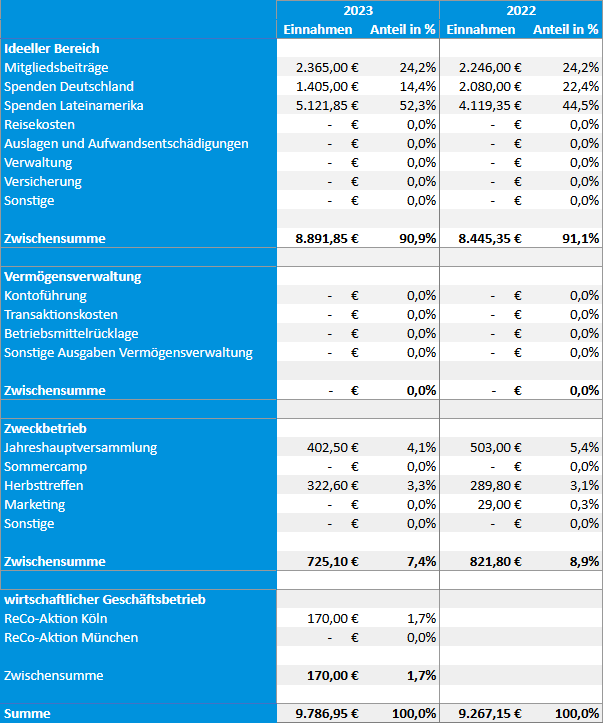 2023 2022
Einnahmen Anteil in % Einnahmen Anteil in %
Ideeller Bereich
Mitgliedsbeiträge 2.365,00 € 24,2% 2.246,00 € 24,2%
Spenden Deutschland 1.405,00 € 14,4% 2.080,00 € 22,4%
Spenden Lateinamerika 5.121,85 € 52,3% 4.119,35 € 44,5%
Reisekosten - € 0,0% - € 0,0%
Auslagen und Aufwandsentschädigungen - € 0,0% - € 0,0%
Verwaltung - € 0,0% - € 0,0%
Versicherung - € 0,0% - € 0,0%
Sonstige - € 0,0% - € 0,0%
Zwischensumme 8.891,85 € 90,9% 8.445,35 € 91,1%
Vermögensverwaltung
Kontoführung - € 0,0% - € 0,0%
Transaktionskosten - € 0,0% - € 0,0%
Betriebsmittelrücklage - € 0,0% - € 0,0%
Sonstige Ausgaben Vermögensverwaltung - € 0,0% - € 0,0%
Zwischensumme - € 0,0% - € 0,0%
Zweckbetrieb
Jahreshauptversammlung 402,50 € 4,1% 503,00 € 5,4%
Sommercamp - € 0,0% - € 0,0%
Herbsttreffen 322,60 € 3,3% 289,80 € 3,1%
Marketing - € 0,0% 29,00 € 0,3%
Sonstige - € 0,0% - € 0,0%
Zwischensumme 725,10 € 7,4% 821,80 € 8,9%
wirtschaftlicher Geschäftsbetrieb
ReCo-Aktion Köln 170,00 € 1,7%
ReCo-Aktion München - € 0,0%
Zwischensumme 170,00 € 1,7%
Summe 9.786,95 € 100,0% 9.267,15 € 100,0%